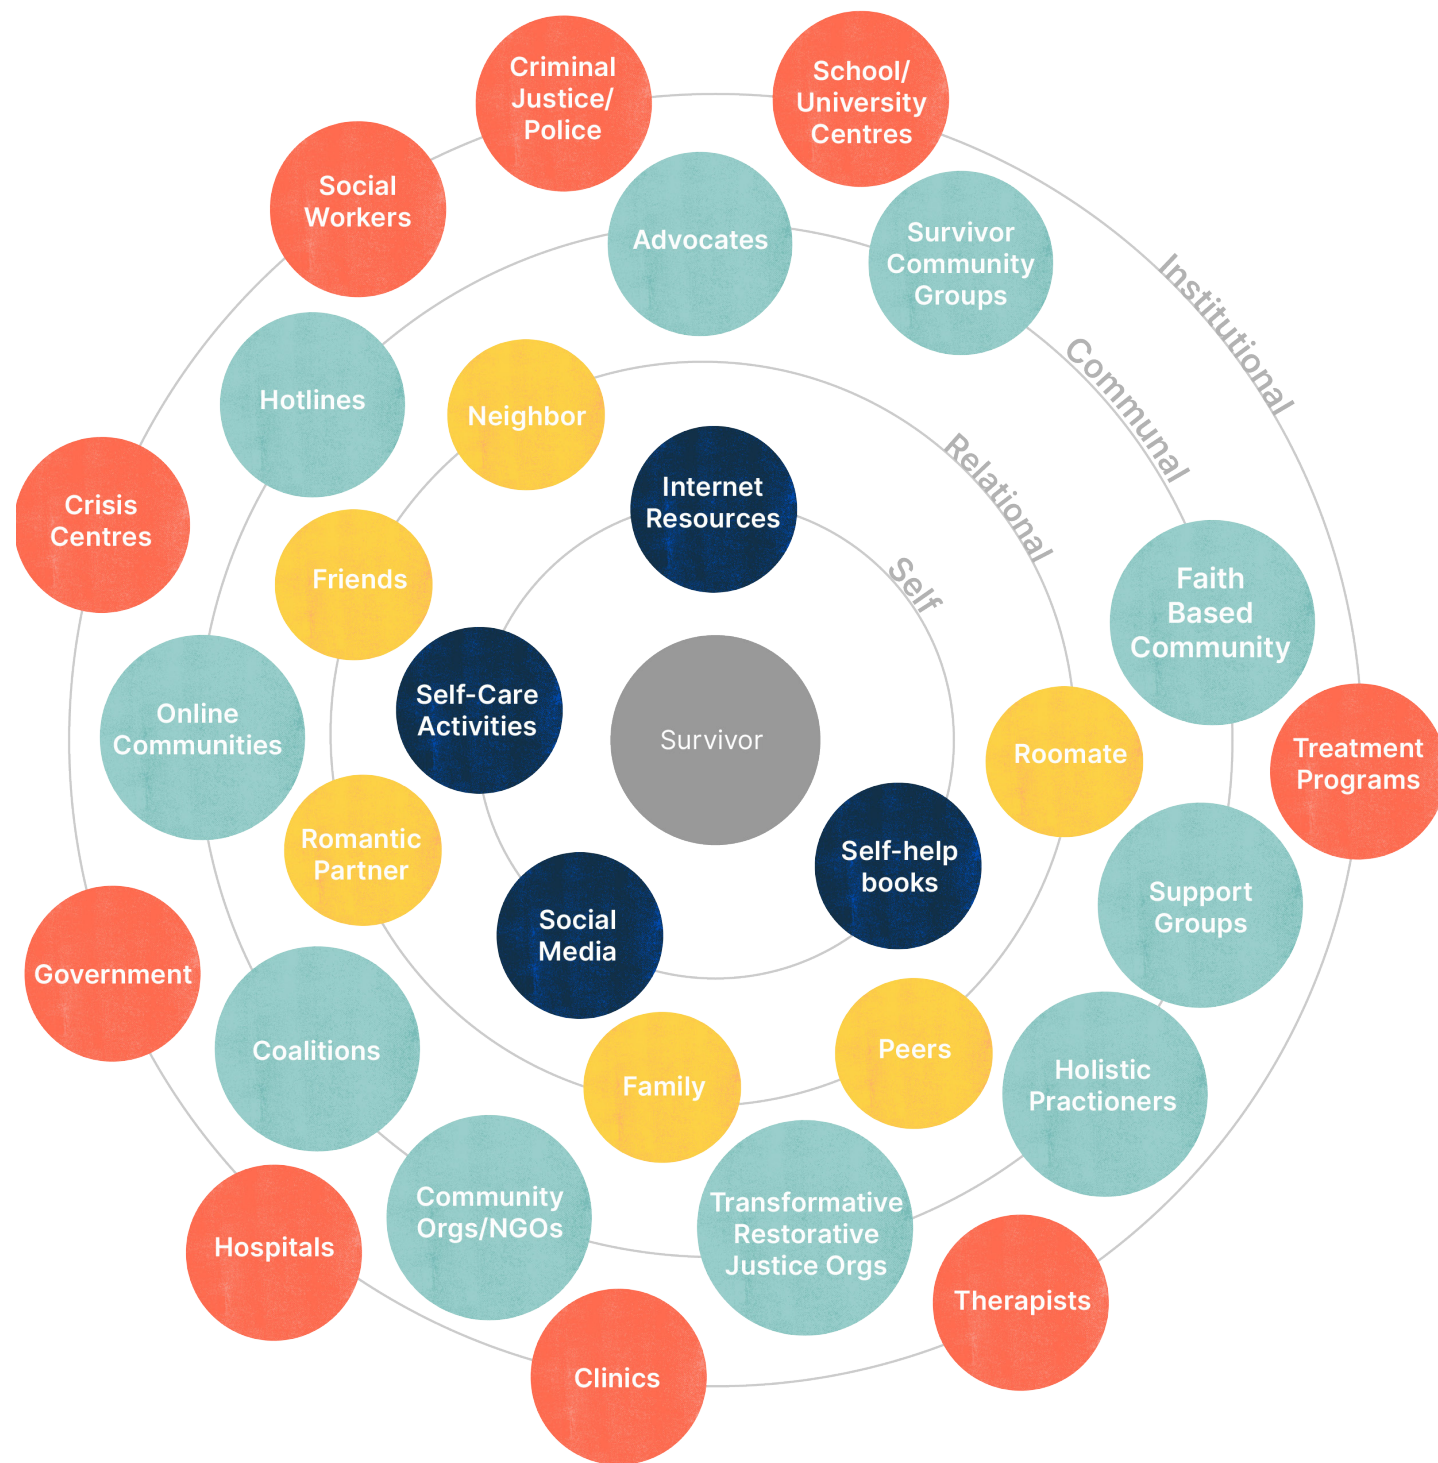 Criminal
Justice/
Police
School/
University
Centres
Social
Workers
Advocates
Survivor
Community
Groups
Institutional
Communal
Hotlines
Neighbor
Relational
Internet
Resources
Crisis
Centres
Friends
Self
Faith
Based
Community
Self-Care
Activities
Online
Communities
Survivor
Roomate
Treatment
Programs
Romantic
Partner
Self-help
books
Support
Groups
Social
Media
Government
Coalitions
Family
Peers
Holistic
Practioners
Community
Orgs/NGOs
Transformative
Restorative
Justice Orgs
Hospitals
Therapists
Clinics